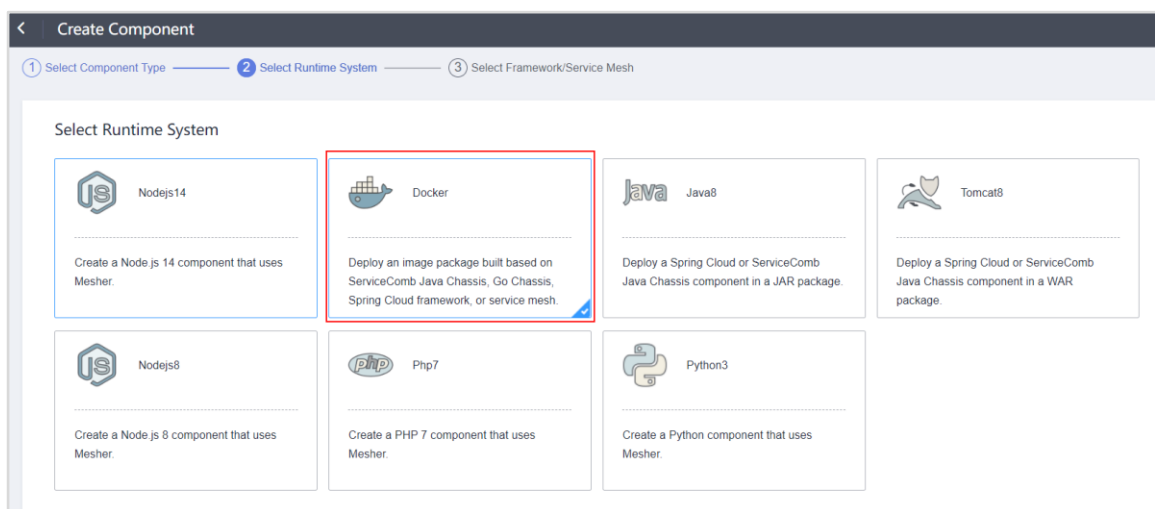 Create Component
1 Select Component Type 2 Select Runtime System 3 Select Framework/Service Mesh
Select Runtime System
JS Nodejs14
Create a Node.js 14 component that uses
Mesher.
Docker
Deploy an image package built based on
ServiceComb Java Chassis, Go Chassis,
Spring Cloud framework, or service mesh.
Java Java8
Deploy a Spring Cloud or ServiceComb
Java Chassis component in a JAR package.
Tomcat8
Deploy a Spring Cloud or ServiceComb
Java Chassis component in a WAR
package.
JS Nodejs8
Create a Node.js 8 component that uses
Mesher.
php Php7
Create a PHP 7 component that uses
Mesher.
Python3
Create a Python component that uses
Mesher.